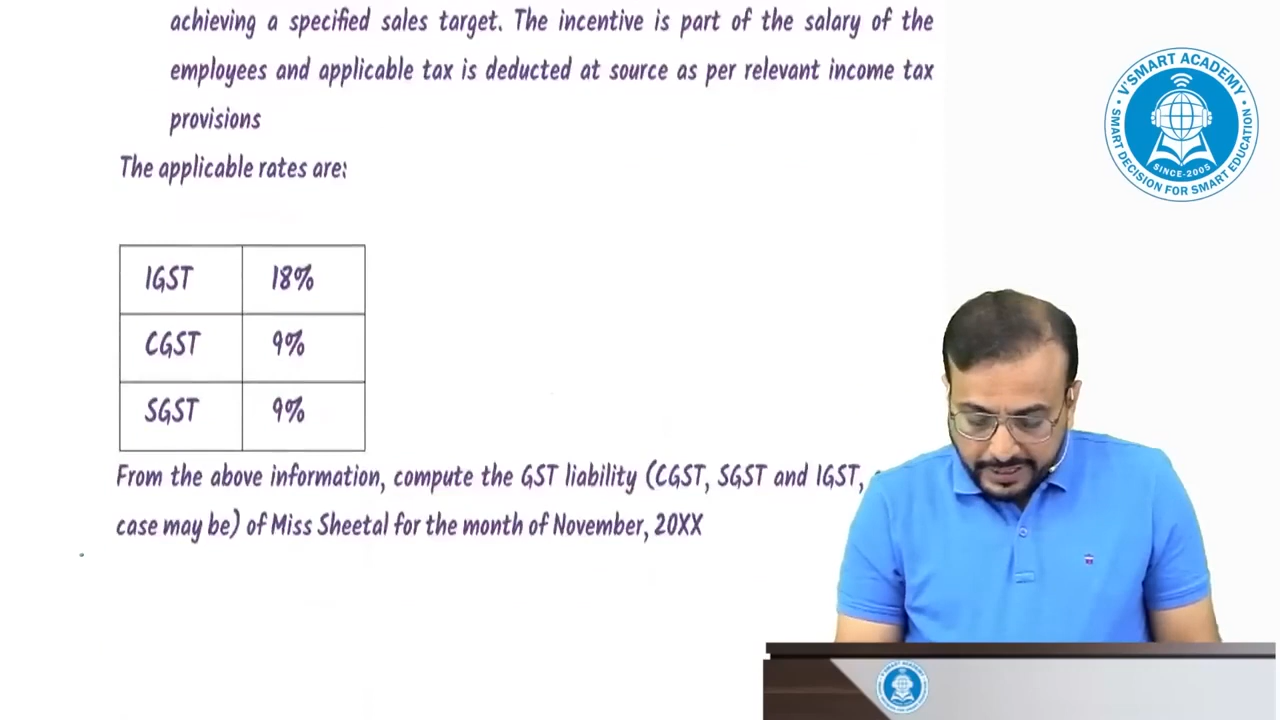 achieving a specified sales target. The incentive is part of the salary of the
employees and applicable tax is deducted at source as per relevant income tax
provisions
The applicable rates are:
IGST 18%
CGST 9%
SGST 9%
From the above information, compute the GST liability (CGST, SGST and IGST,
case may be) of Miss Sheetal for the month of November, 20XX
V'SMART ACADEMY
SINCE-2005
SMART DECISION FOR SMART EDUCATION